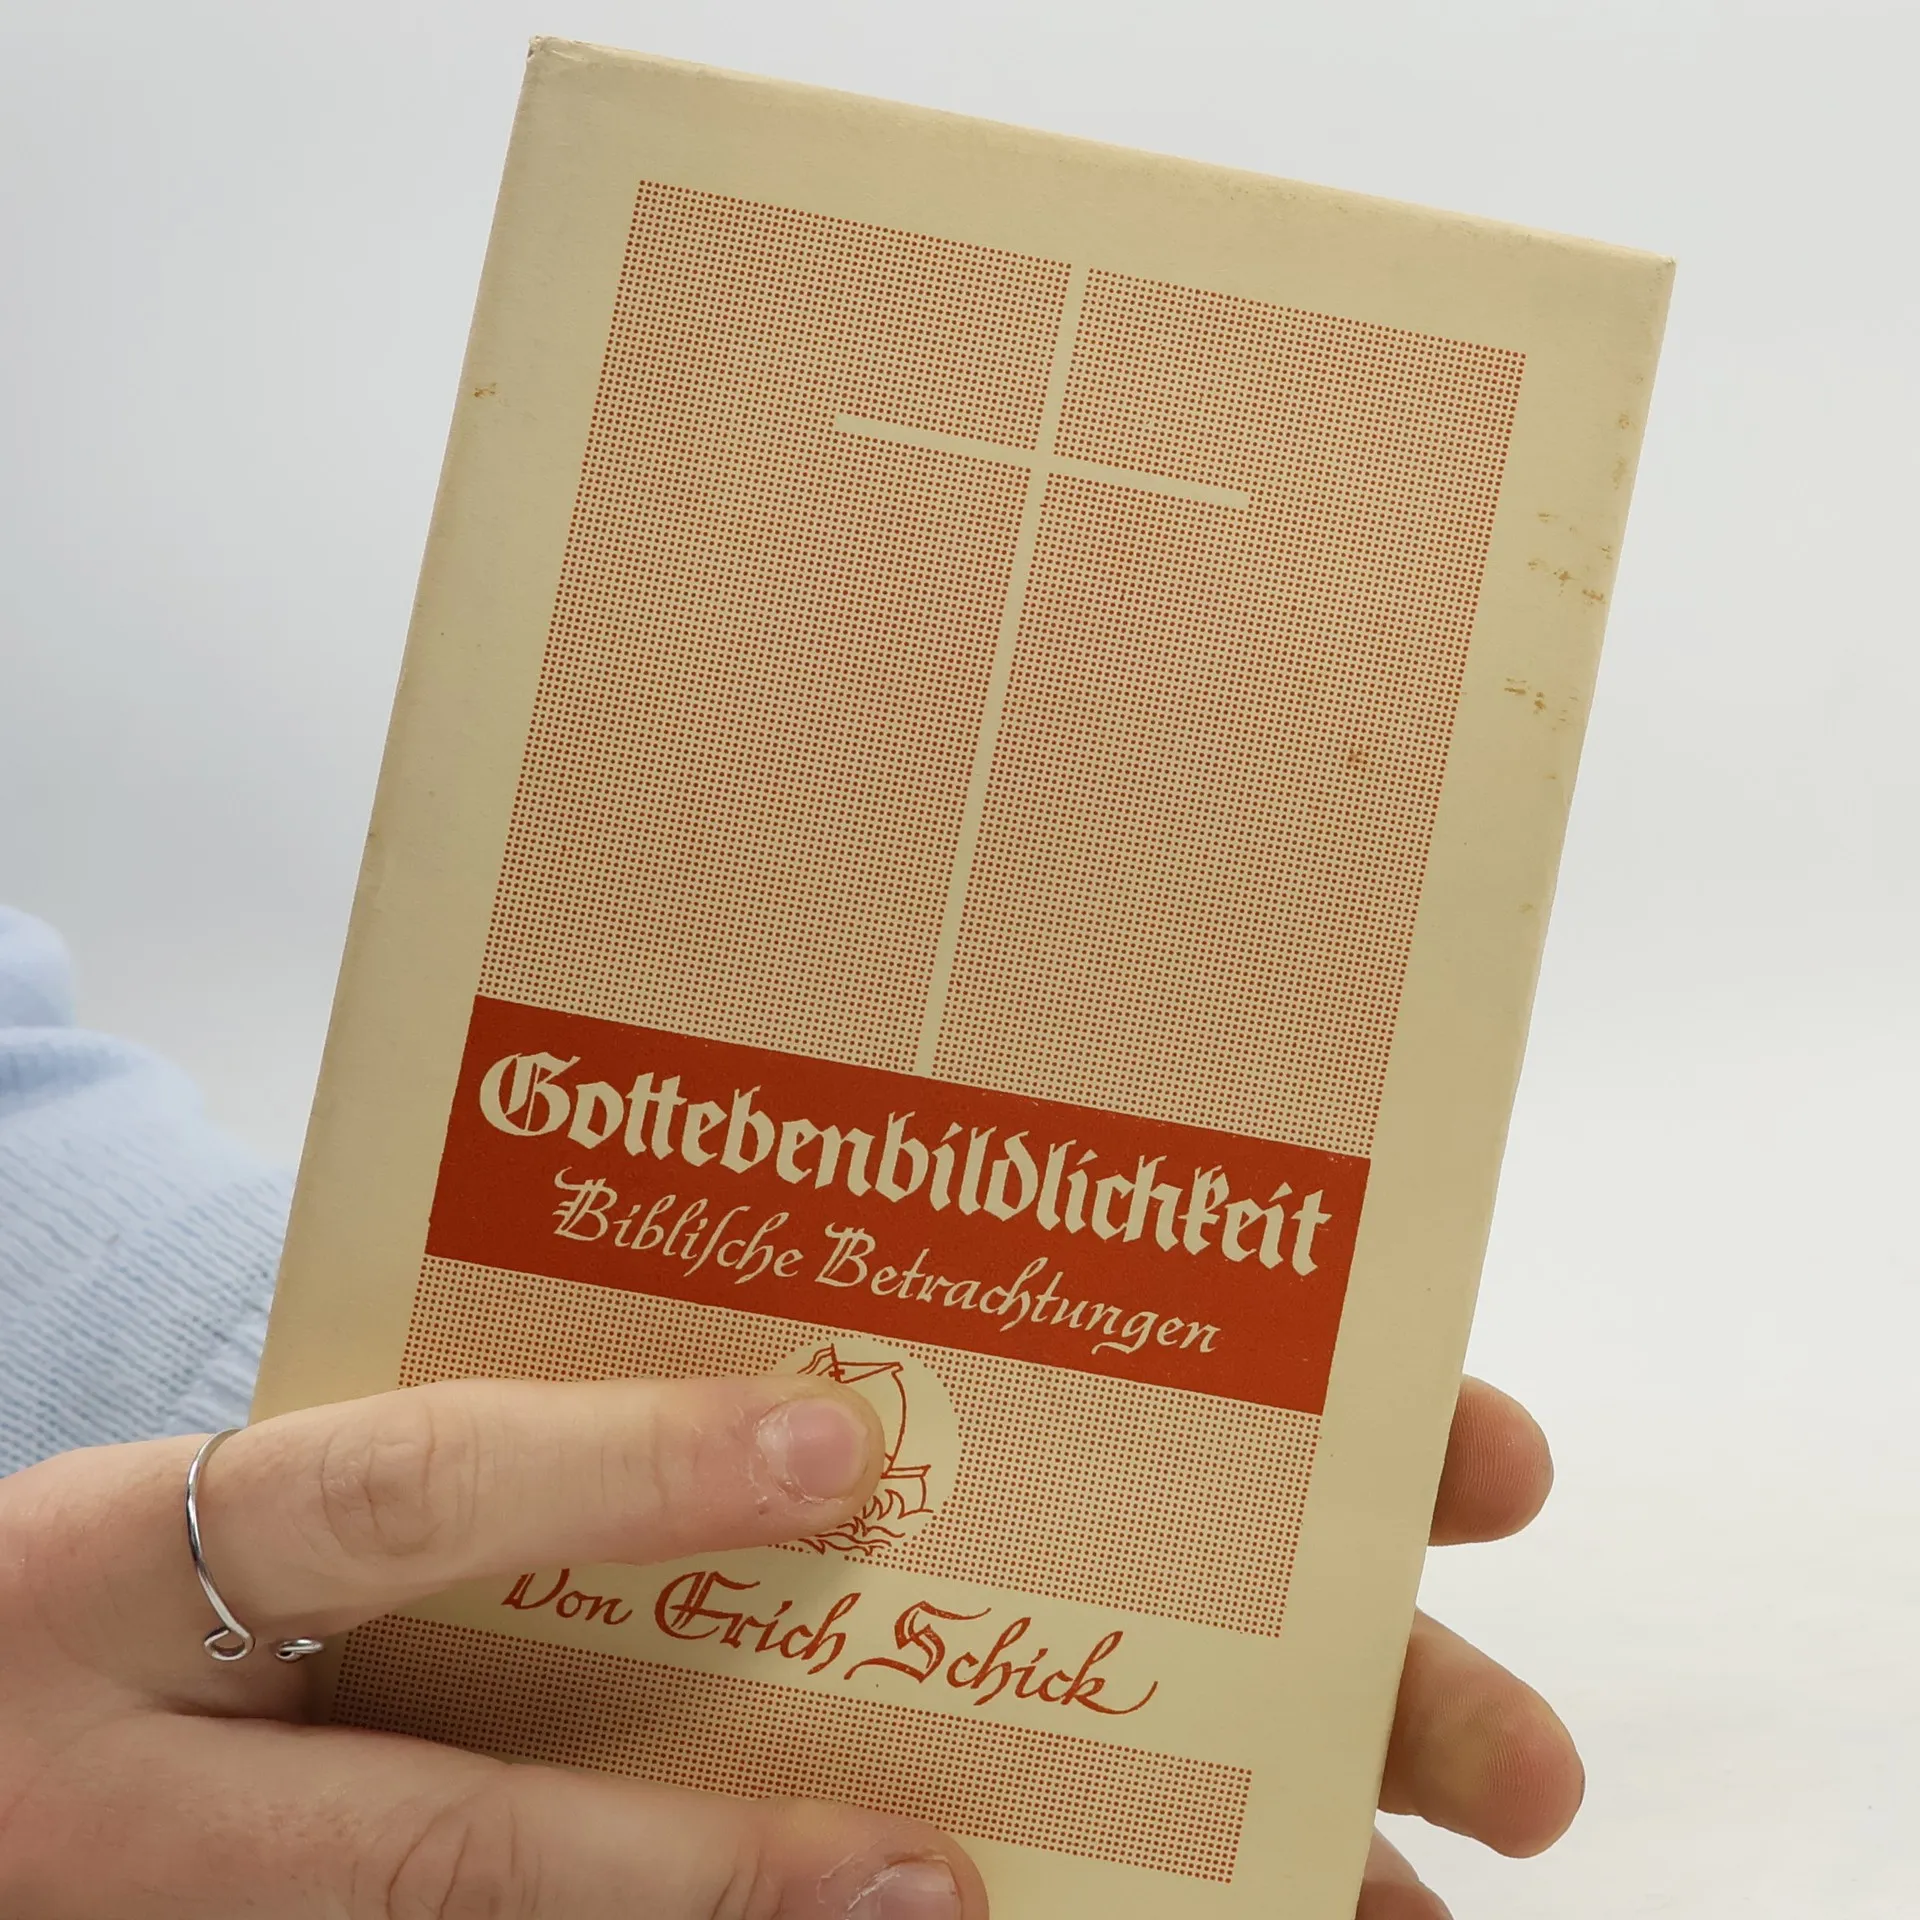 Gottebenbildlichkeit
Bibliſche Betrachtungen
Von Erich Schick